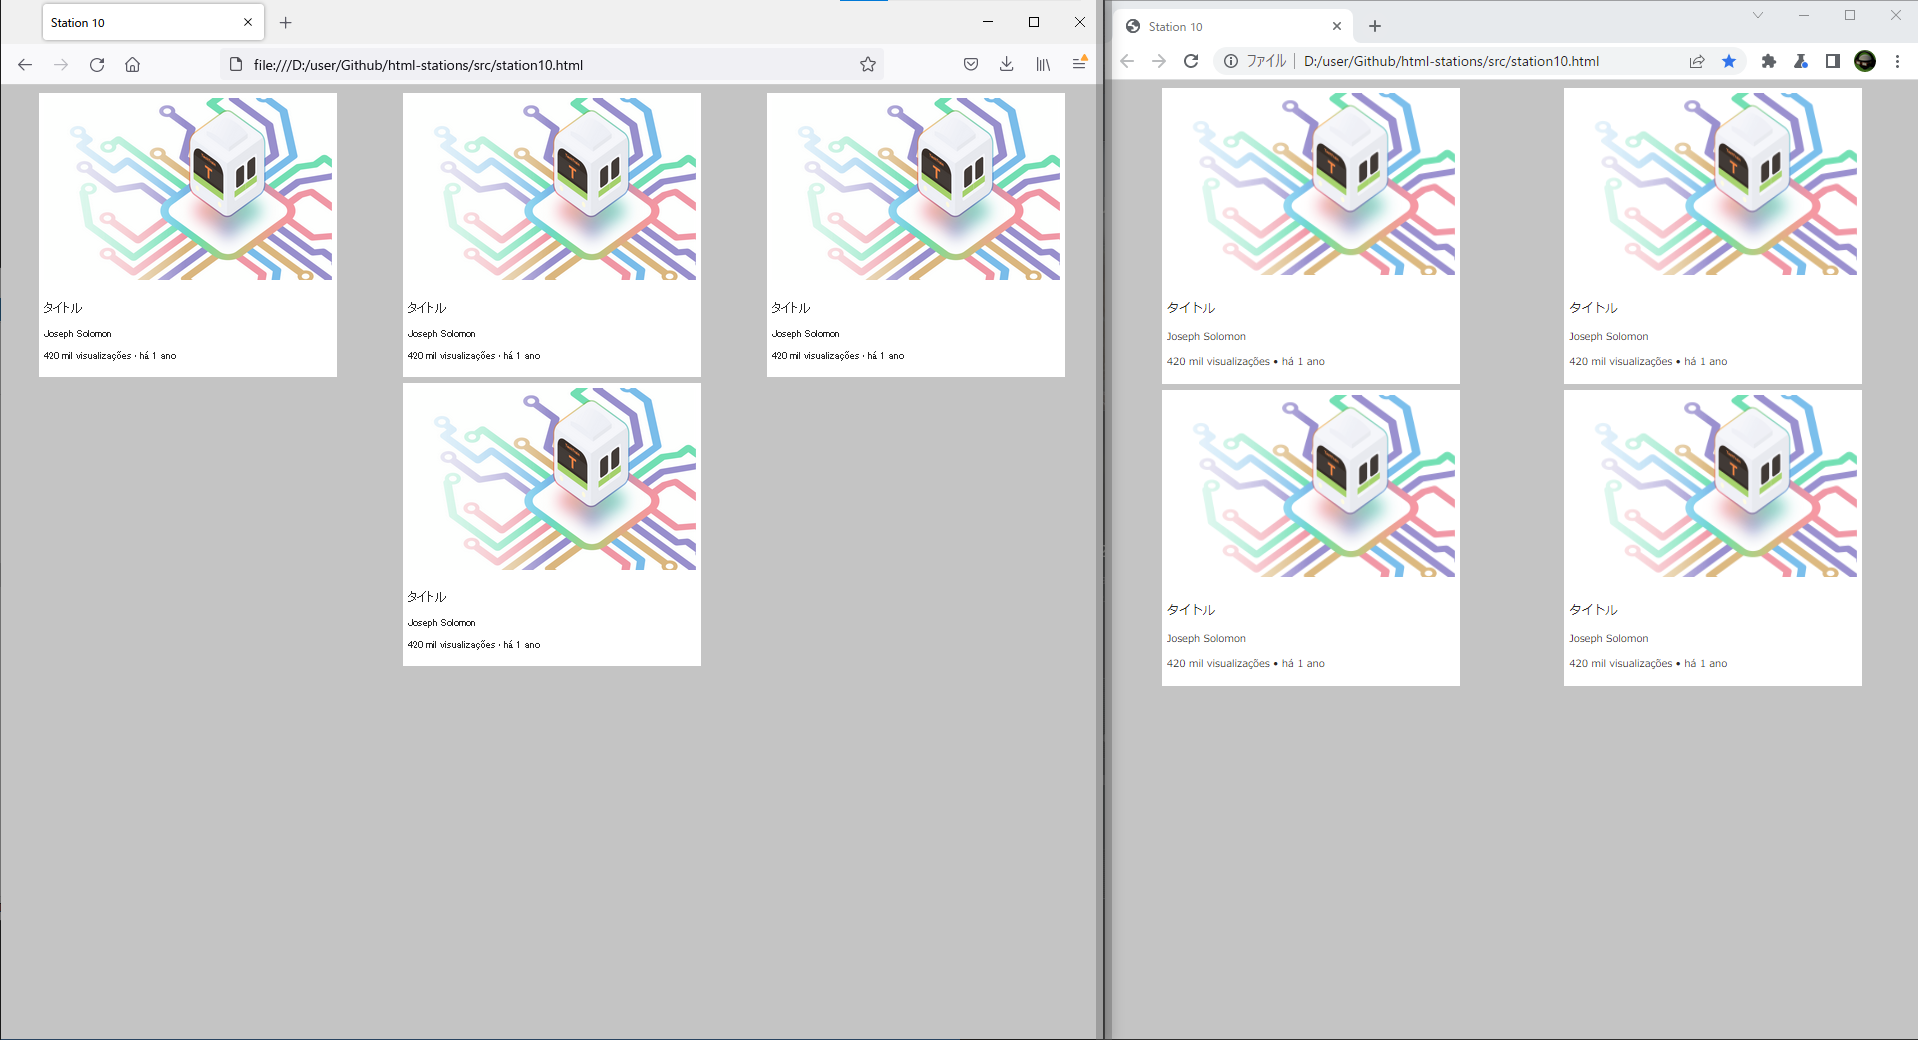 Station 10
file:///D:/user/Github/html-stations/src/station10.html
T
タイトル
Joseph Solomon
420 mil visualizações · há 1 ano
T
タイトル
Joseph Solomon
420 mil visualizações · há 1 ano
T
タイトル
Joseph Solomon
420 mil visualizações · há 1 ano
T
タイトル
Joseph Solomon
420 mil visualizações · há 1 ano
Station 10
ファイル D:/user/Github/html-stations/src/station10.html
T
タイトル
Joseph Solomon
420 mil visualizações • há 1 ano
T
タイトル
Joseph Solomon
420 mil visualizações • há 1 ano
T
タイトル
Joseph Solomon
420 mil visualizações • há 1 ano
T
タイトル
Joseph Solomon
420 mil visualizações • há 1 ano